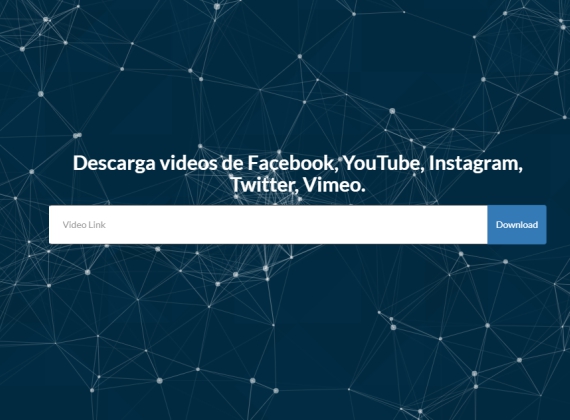 Descarga videos de Facebook, YouTube, Instagram,
Twitter, Vimeo.
Video Link
Download